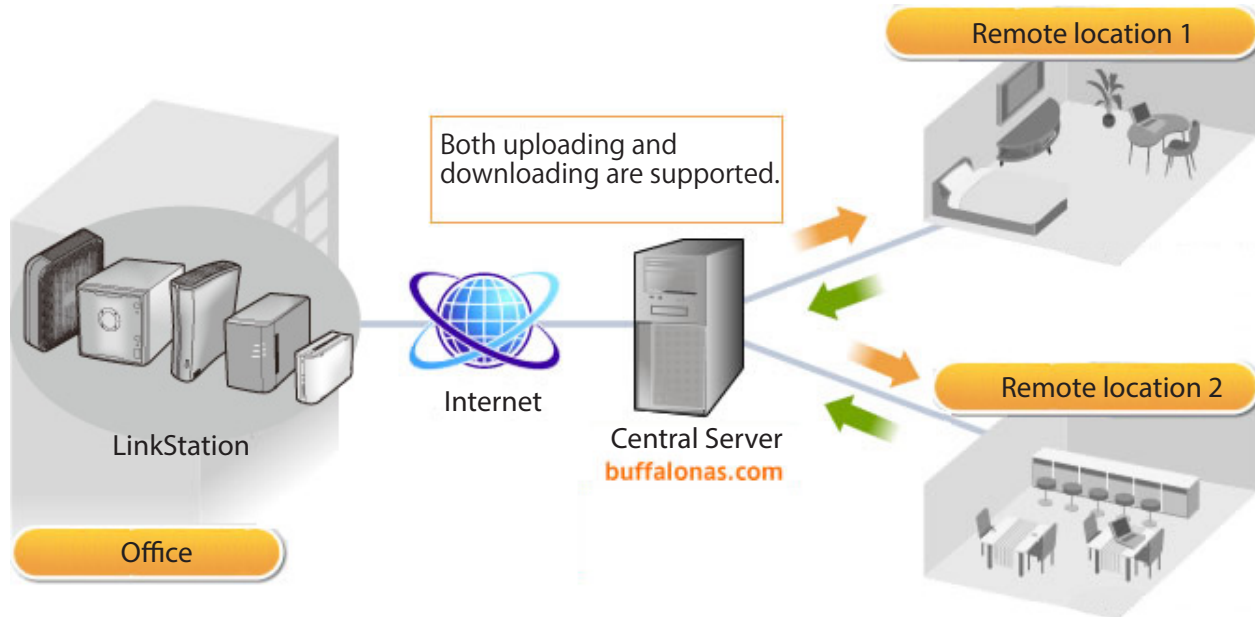 Remote location 1
Both uploading and
downloading are supported.
Internet
LinkStation
Central Server
buffalonas.com
Remote location 2
Office